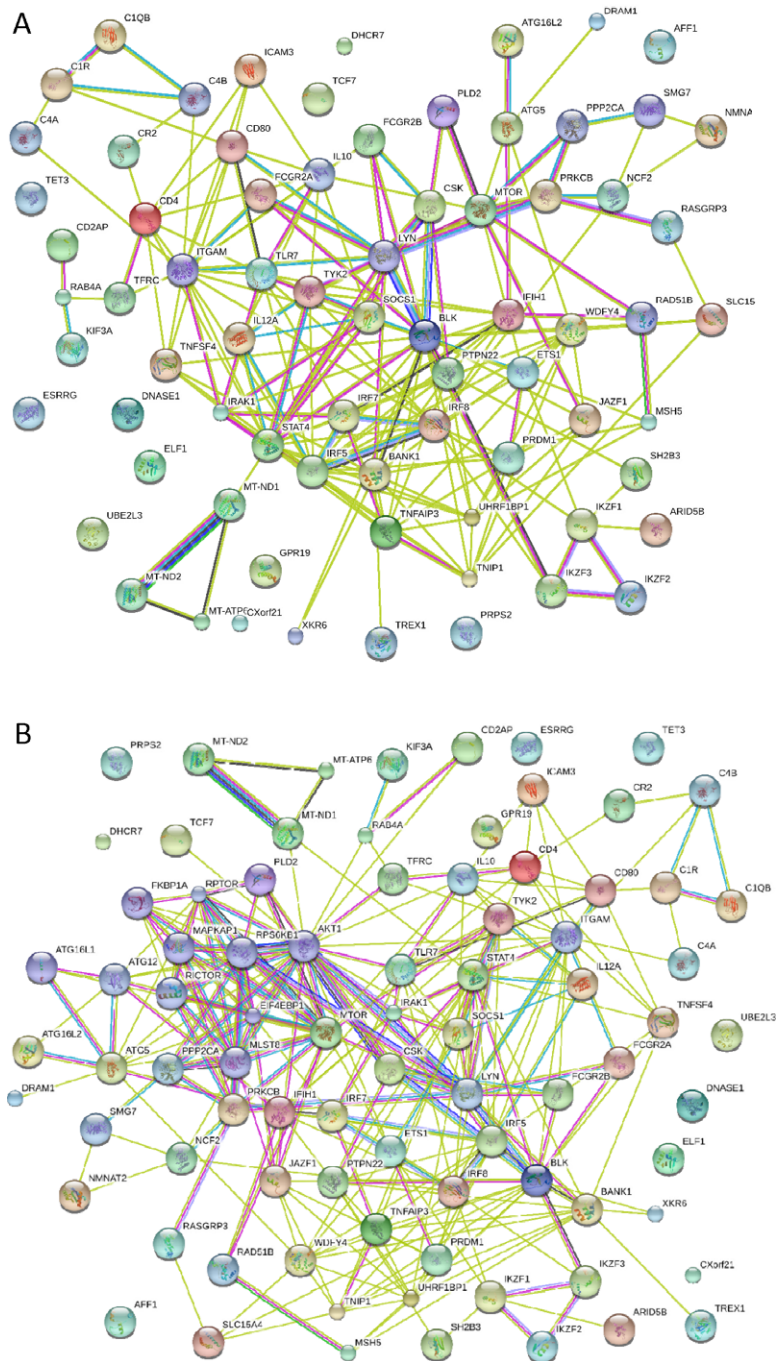 A
C1QB
DRAM1
ATG16L2
ICAM3
DHCR7
AFF1
C1R
C4B
TCF7
PLD2
SMG7
ATG5
PPP2CA
NMNA
C4A
CR2
CD80
FCGR2B
IL10
FCGR2A
CSK
MTOR
PRKCB
NCF2
TET3
CD4
RASGRP3
LYN
CD2AP
ITGAM
TLR7
TYK2
RAB4A
TFRC
SOCS1
IFIH1
WDFY4
RAD51B
SLC15
KIF3A
IL12A
BLK
TNFSF4
PTPN22
ETS1
ESRRG
DNASE1
IRAK1
IRF7
IRF8
JAZF1
MSH5
STAT4
ELF1
IRF5
BANK1
PRDM1
SH2B3
MT-ND1
UHRF1BP1
IKZF1
ARID5B
UBE2L3
TNFAIP3
GPR19
TNIP1
IKZF3
IKZF2
MT-ND2
MT-ATP6
CXorf21
XKR6
TREX1
PRPS2
B
MT-ND2
CD2AP
ESRRG
TET3
PRPS2
MT-ATP6
KIF3A
ICAM3
C4B
CR2
MT-ND1
RAB4A
GPR19
DHCR7
TCF7
CD4
TFRC
IL10
CD80
C1R
PLD2
C1QB
FKBP1A
RPTOR
TYK2
ITGAM
MAPKAP1
RPS6KB1
AKT1
TLR7
C4A
ATG16L1
STAT4
IL12A
ATG12
RICTOR
IRAK1
TNFSF4
EIF4EBP1
MTOR
SOCS1
UBE2L3
ATG16L2
ATG5
PPP2CA
MLST8
CSK
FCGR2A
LYN
FCGR2B
DRAM1
PRKCB
IFIH1
IRF7
DNASE1
SMG7
ETS1
IRF5
NCF2
ELF1
NMNAT2
JAZF1
PTPN22
IRF8
BLK
BANK1
XKR6
RASGRP3
TNFAIP3
RAD51B
WDFY4
PRDM1
IKZF3
CXorf21
AFF1
TNIP1
UHRF1BP1
IKZF1
SLC15A4
MSH5
SH2B3
IKZF2
ARID5B
TREX1